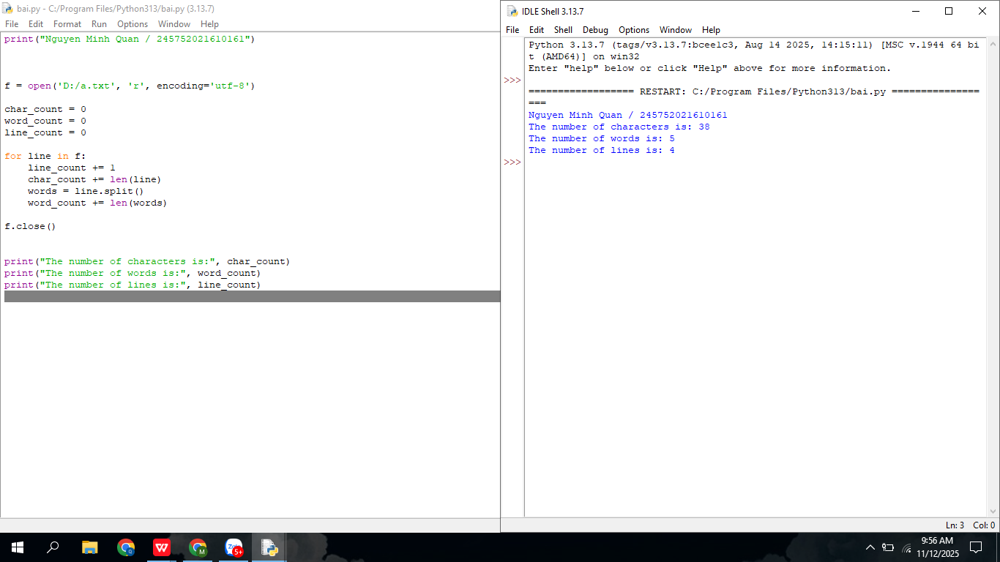 bai.py - C:/Program Files/Python313/bai.py (3.13.7)
File Edit Format Run Options Window Help
print("Nguyen Minh Quan / 245752021610161")
f = open('D:/a.txt', 'r', encoding='utf-8')
char_count = 0
word_count = 0
line_count = 0
for line in f:
    line_count += 1
    char_count += len(line)
    words = line.split()
    word_count += len(words)
f.close()
print("The number of characters is:", char_count)
print("The number of words is:", word_count)
print("The number of lines is:", line_count)
IDLE Shell 3.13.7
File Edit Shell Debug Options Window Help
Python 3.13.7 (tags/v3.13.7:bcee1c3, Aug 14 2025, 14:15:11) [MSC v.1944 64 bi
t (AMD64)] on win32
Enter "help" below or click "Help" above for more information.
>>>
================== RESTART: C:/Program Files/Python313/bai.py ===============
===
Nguyen Minh Quan / 245752021610161
The number of characters is: 38
The number of words is: 5
The number of lines is: 4
>>>
Ln: 3 Col: 0
W
M
5+
9:56 AM
11/12/2025